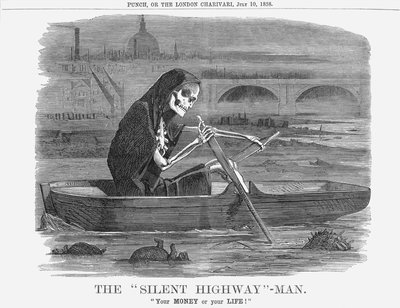 PUNCH, OR THE LONDON CHARIVARI, JULY 10, 1858.
THE "SILENT HIGHWAY"-MAN.
"Your MONEY or your LIFE!"